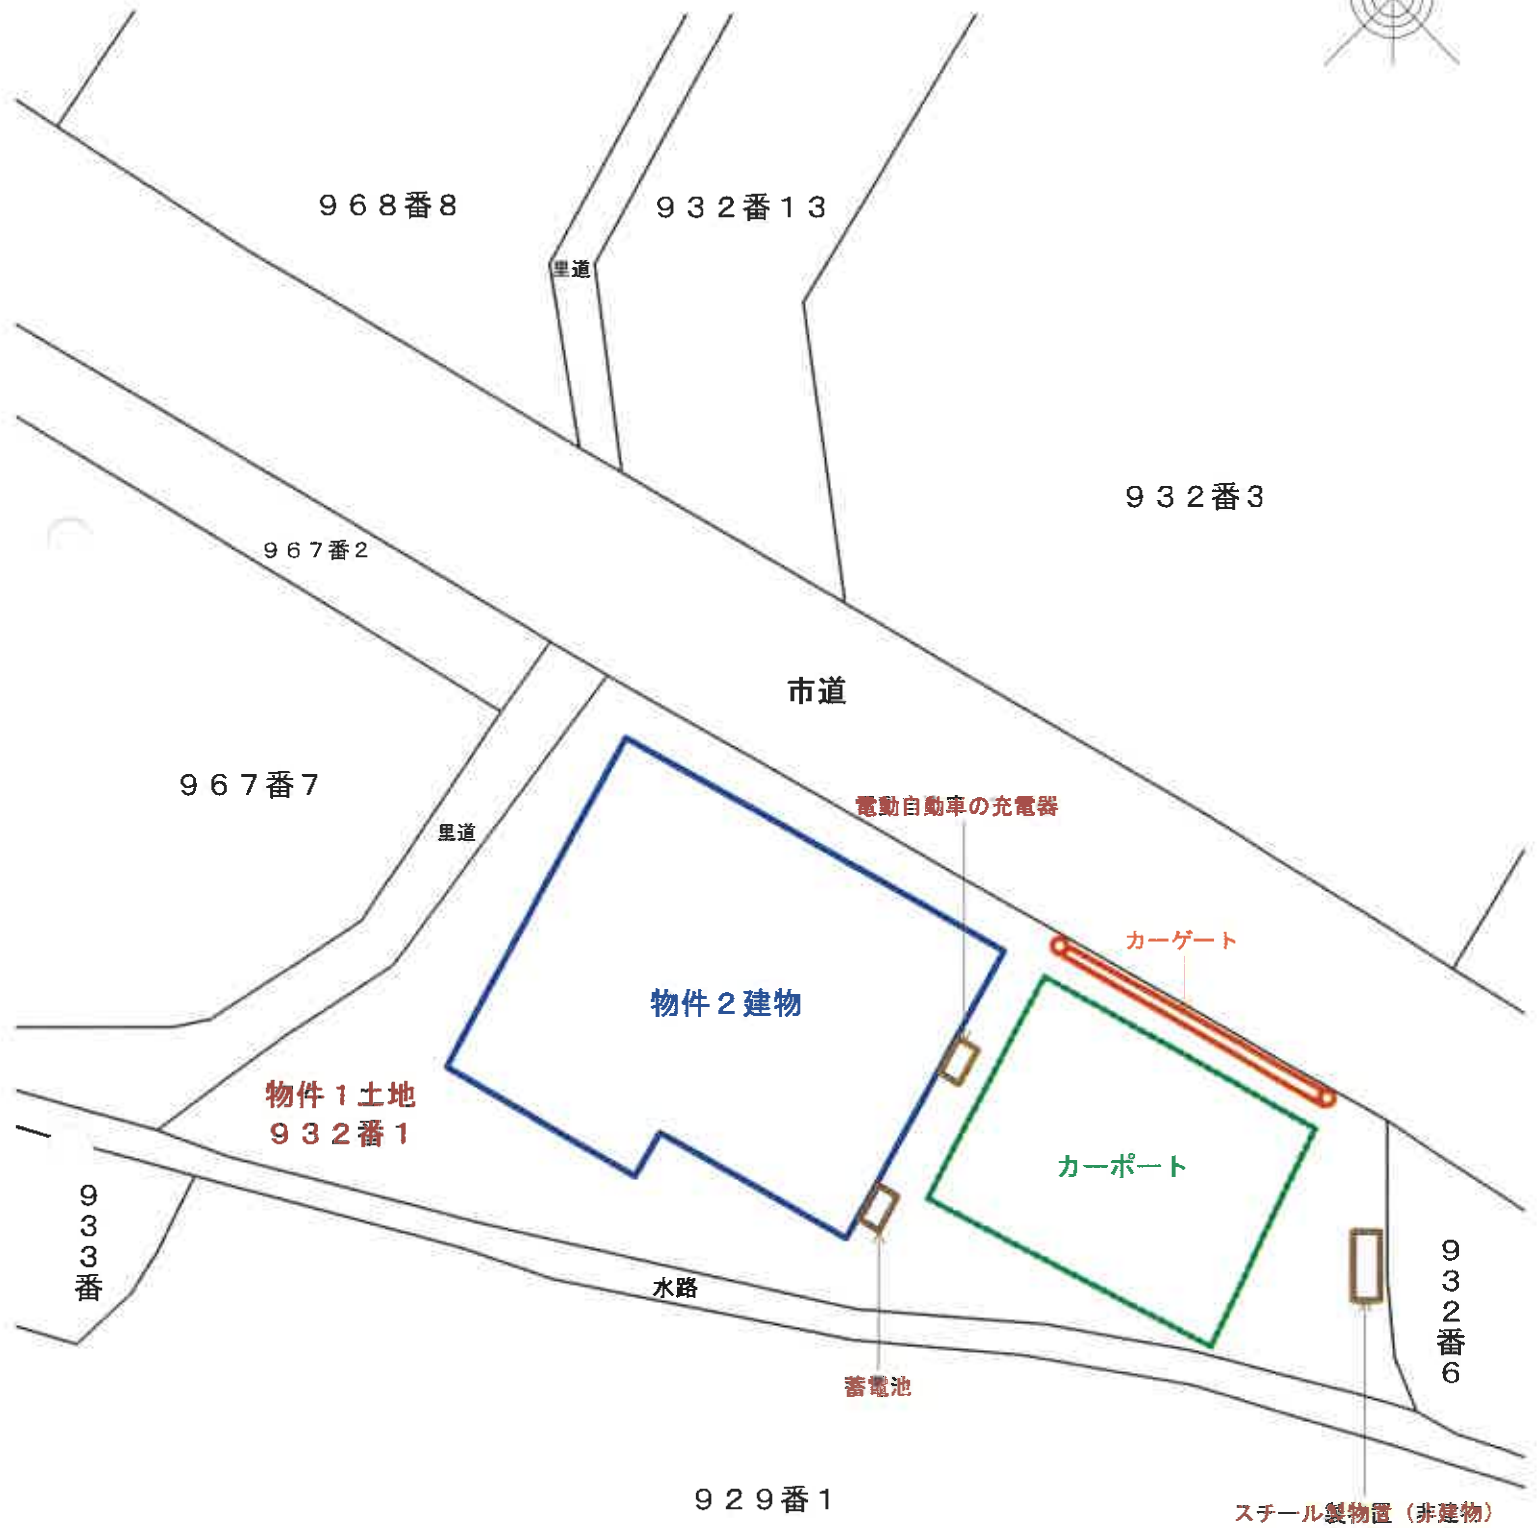 968番8
932番13
里道
932番3
967番2
市道
967番7
電動自動車の充電器
里道
カーゲート
物件2建物
物件1土地
932番1
カーポート
933番
932番6
水路
蓄電池
929番1
スチール製物置（非建物）